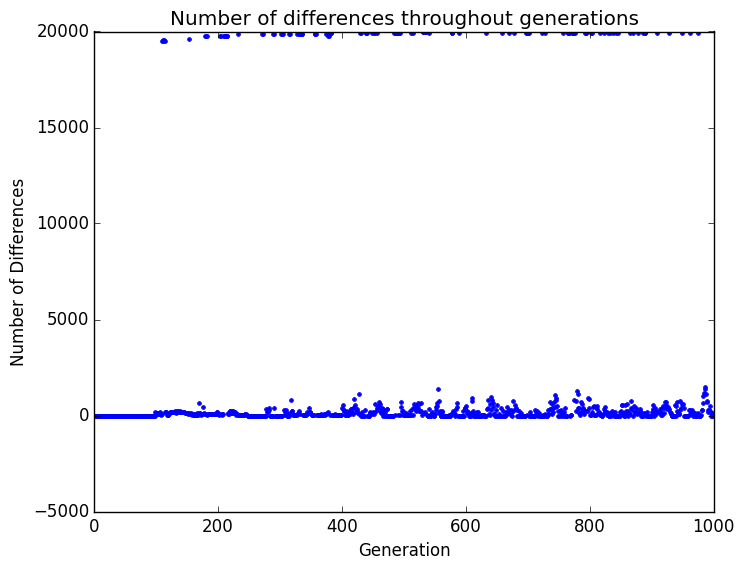 Number of differences throughout generations
20000
15000
10000
5000
0
−5000
Number of Differences
0 200 400 600 800 1000
Generation